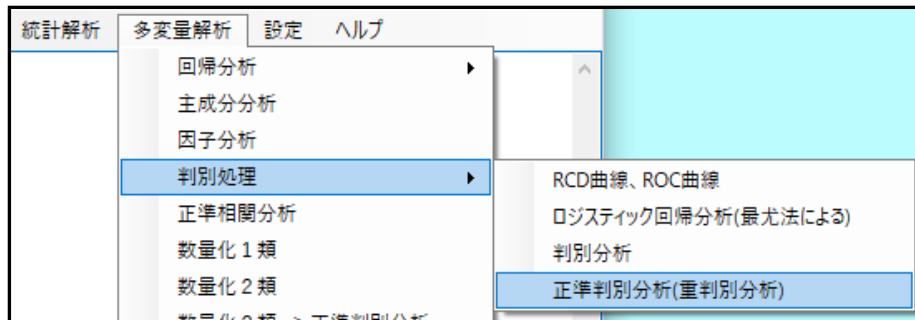 統計解析 多変量解析 設定 ヘルプ
回帰分析
主成分分析
因子分析
判別処理
正準相関分析
数量化1類
数量化2類
RCD曲線、ROC曲線
ロジスティック回帰分析(最尤法による)
判別分析
正準判別分析(重判別分析)